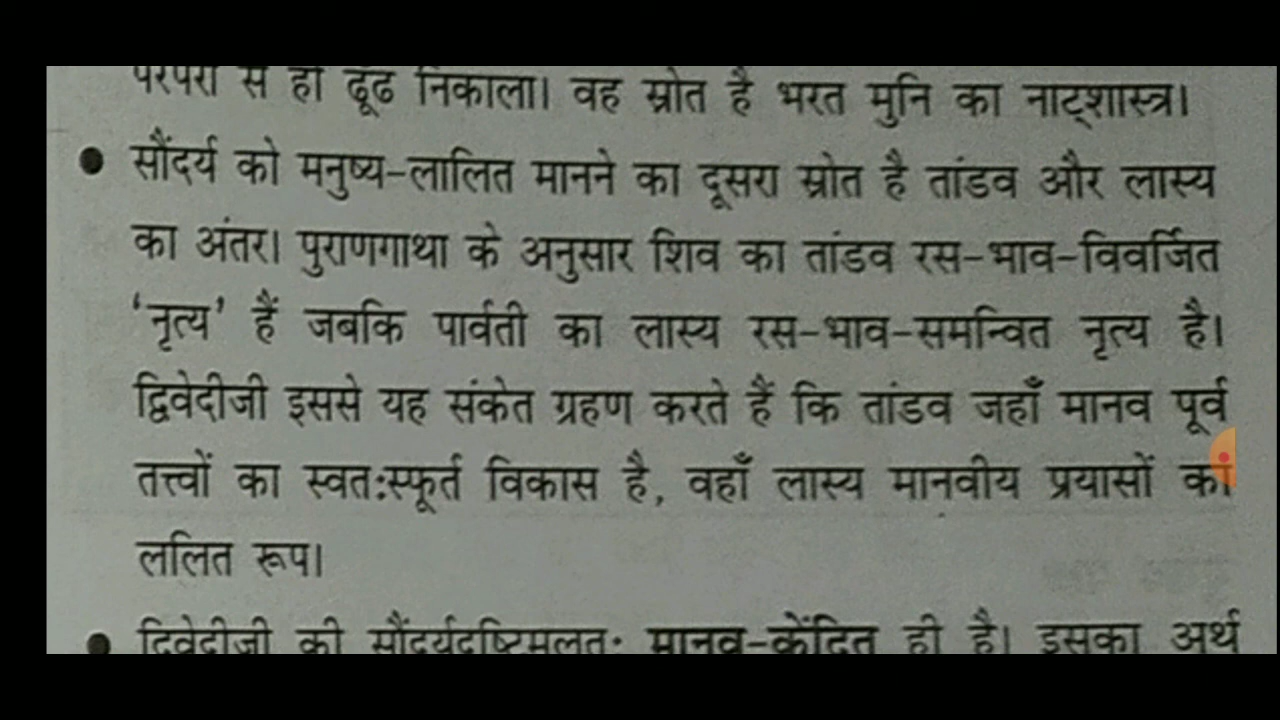 परंपरा से ही ढूंढ निकाला। वह स्रोत है भरत मुनि का नाट्शास्त्र।
● सौंदर्य को मनुष्य-लालित मानने का दूसरा स्रोत है तांडव और लास्य
का अंतर। पुराणगाथा के अनुसार शिव का तांडव रस-भाव-विवर्जित
‘नृत्य’ हैं जबकि पार्वती का लास्य रस-भाव-समन्वित नृत्य है।
द्विवेदीजी इससे यह संकेत ग्रहण करते हैं कि तांडव जहाँ मानव पूर्व
तत्त्वों का स्वतःस्फूर्त विकास है, वहाँ लास्य मानवीय प्रयासों का
ललित रूप।
● द्विवेदीजी की सौंदर्यदृष्टिमूलतः मानव-केंद्रित ही है। इसका अर्थ